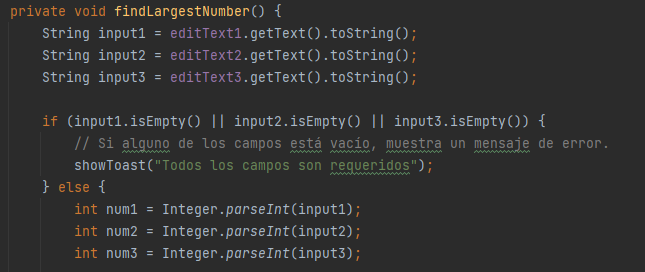 private void findLargestNumber() {
String input1 = editText1.getText().toString();
String input2 = editText2.getText().toString();
String input3 = editText3.getText().toString();
if (input1.isEmpty() || input2.isEmpty() || input3.isEmpty()) {
// Si alguno de los campos está vacío, muestra un mensaje de error.
showToast("Todos los campos son requeridos");
} else {
int num1 = Integer.parseInt(input1);
int num2 = Integer.parseInt(input2);
int num3 = Integer.parseInt(input3);